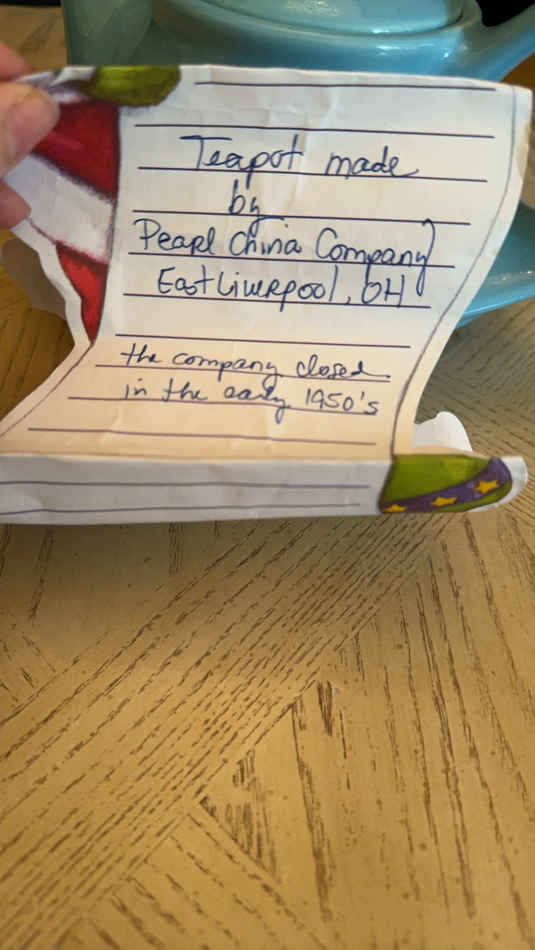 Teapot made
by
Pearl China Company
East Liverpool, OH
the company closed
in the early 1950's